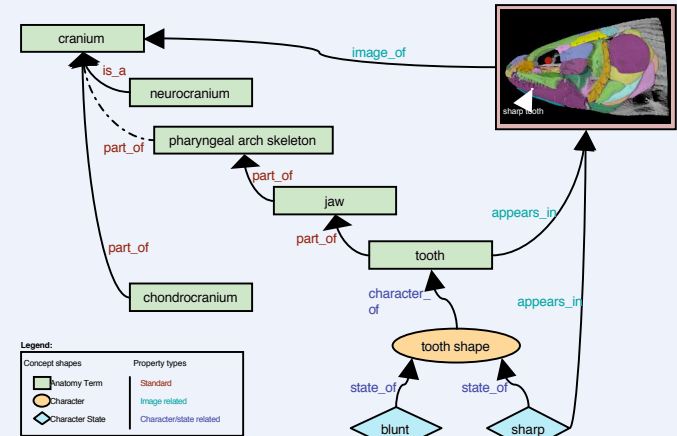 cranium
image_of
is_a
neurocranium
sharp tooth
pharyngeal arch skeleton
part_of
part_of
jaw
appears_in
part_of
part_of
tooth
chondrocranium
character_
of
appears_in
tooth shape
state_of
state_of
blunt
sharp
Legend:
Concept shapes
Property types
Anatomy Term
Standard
Character
Image related
Character State
Character/state related